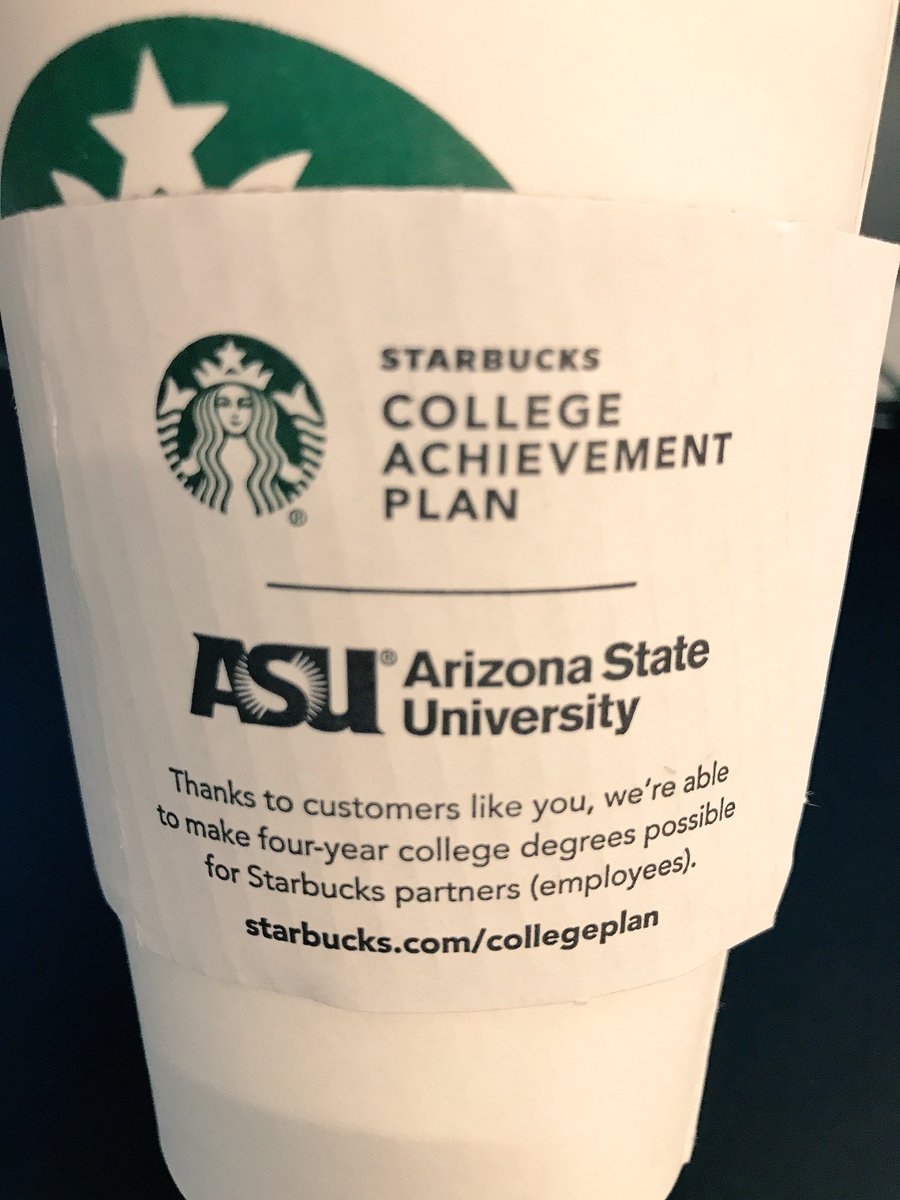 STARBUCKS
COLLEGE
ACHIEVEMENT
PLAN
®
ASU® Arizona State
University
Thanks to customers like you, we're able
to make four-year college degrees possible
for Starbucks partners (employees).
starbucks.com/collegeplan